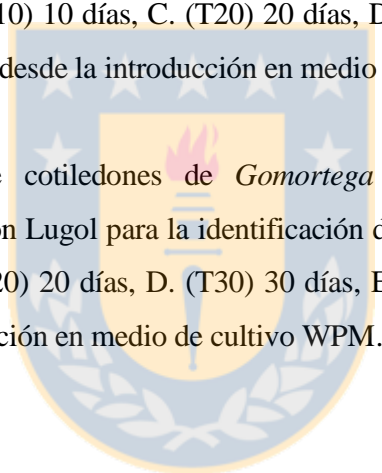 10) 10 días, C. (T20) 20 días, D
desde la introducción en medio
e cotiledones de Gomortega
on Lugol para la identificación d
20) 20 días, D. (T30) 30 días, E
ción en medio de cultivo WPM.